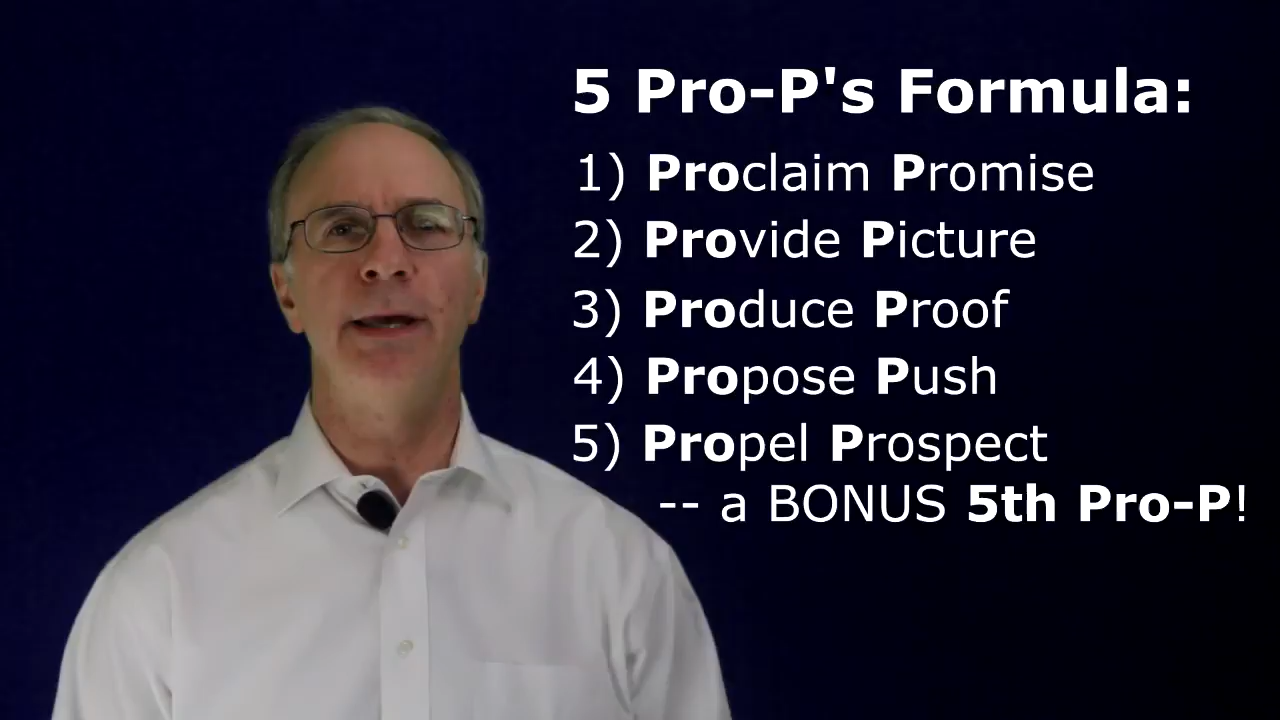 5 Pro-P's Formula:
1) Proclaim Promise
2) Provide Picture
3) Produce Proof
4) Propose Push
5) Propel Prospect
-- a BONUS 5th Pro-P!